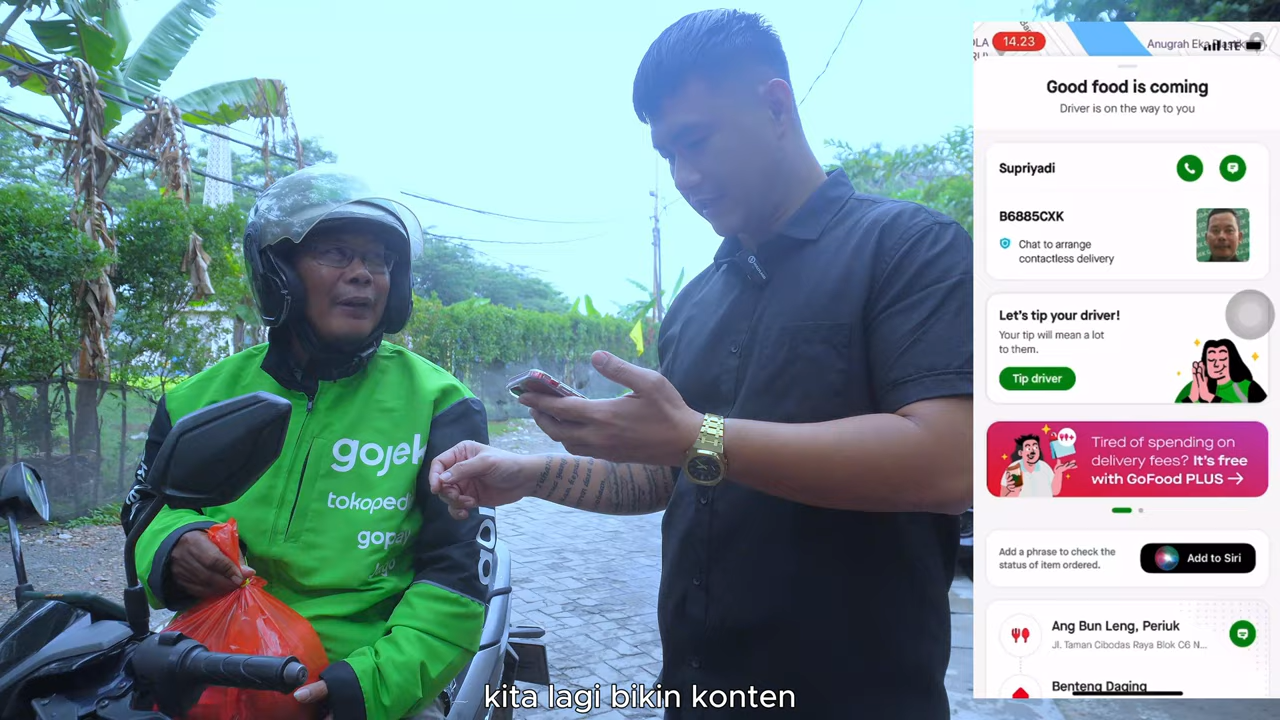 gojek
tokoped
gopay
kita lagi bikin konten
14.23
Anugrah Eka Plastik
LTE
Good food is coming
Driver is on the way to you
Supriyadi
B6885CXK
Chat to arrange
contactless delivery
Let's tip your driver!
Your tip will mean a lot
to them.
Tip driver
Tired of spending on
delivery fees? It's free
with GoFood PLUS →
Add a phrase to check the
status of item ordered.
Add to Siri
Ang Bun Leng, Periuk
Jl. Taman Cibodas Raya Blok C6 N...
Benteng Daging